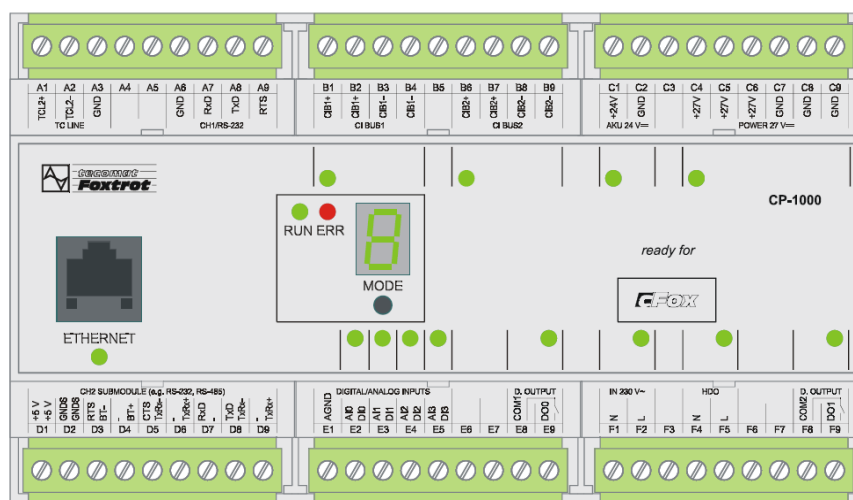 A1 A2 A3 A4 A5 A6 A7 A8 A9
TCL2+ TCL2- GND GND RxD TxD RTS
TC LINE CH1/RS-232
B1 B2 B3 B4 B5 B6 B7 B8 B9
CIB1+ CIB1+ CIB1- CIB1- CIB2+ CIB2+ CIB2- CIB2-
CI BUS1 CI BUS2
C1 C2 C3 C4 C5 C6 C7 C8 C9
+24V GND +27V +27V +27V GND GND GND
AKU 24 V⎓ POWER 27 V⎓
tecomat
Foxtrot
CP-1000
RUN ERR
8
MODE
ready for
cFox
ETHERNET
CH2 SUBMODULE (e.g. RS-232, RS-485)
+5 V GNDS RTS - CTS - RxD TxD -
+5 V GNDS BT- BT+ TxRx- TxRx+ - TxRx- TxRx+
D1 D2 D3 D4 D5 D6 D7 D8 D9
DIGITAL/ANALOG INPUTS D. OUTPUT
AGND AI0 AI1 AI2 AI3 COM1
DI0 DI1 DI2 DI3 DO0
E1 E2 E3 E4 E5 E6 E7 E8 E9
IN 230 V~ HDO D. OUTPUT
N L N L COM2 DO1
F1 F2 F3 F4 F5 F6 F7 F8 F9